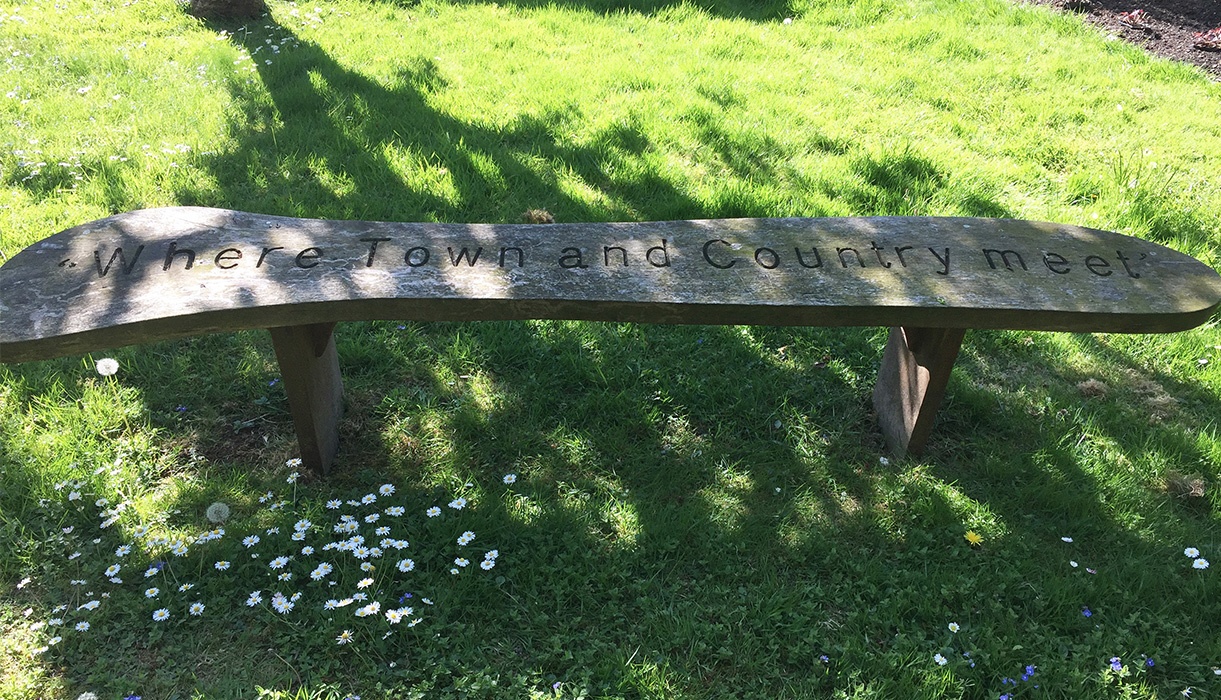 "Where Town and Country meet"